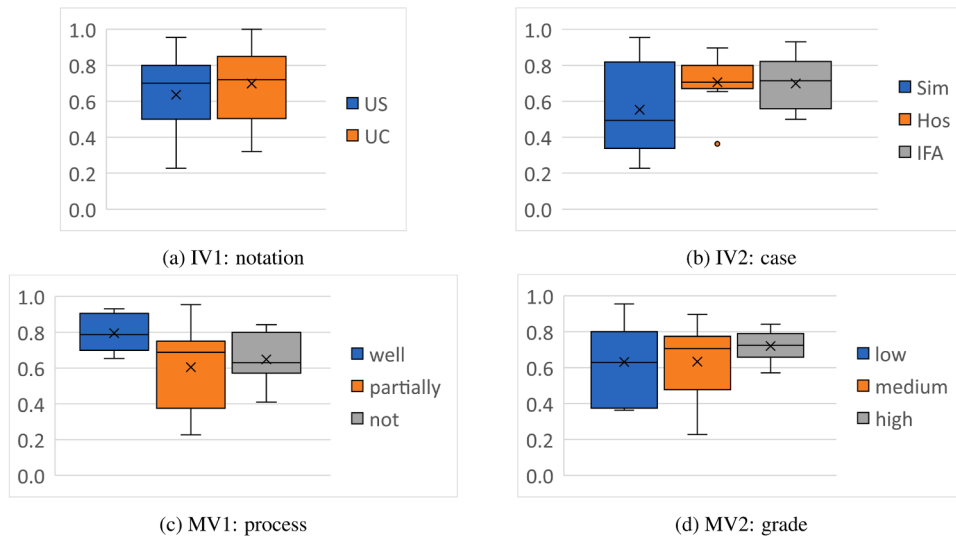 1.0
0.8
0.6
0.4
0.2
0.0
US
UC
(a) IV1: notation
1.0
0.8
0.6
0.4
0.2
0.0
Sim
Hos
IFA
(b) IV2: case
1.0
0.8
0.6
0.4
0.2
0.0
well
partially
not
(c) MV1: process
1.0
0.8
0.6
0.4
0.2
0.0
low
medium
high
(d) MV2: grade